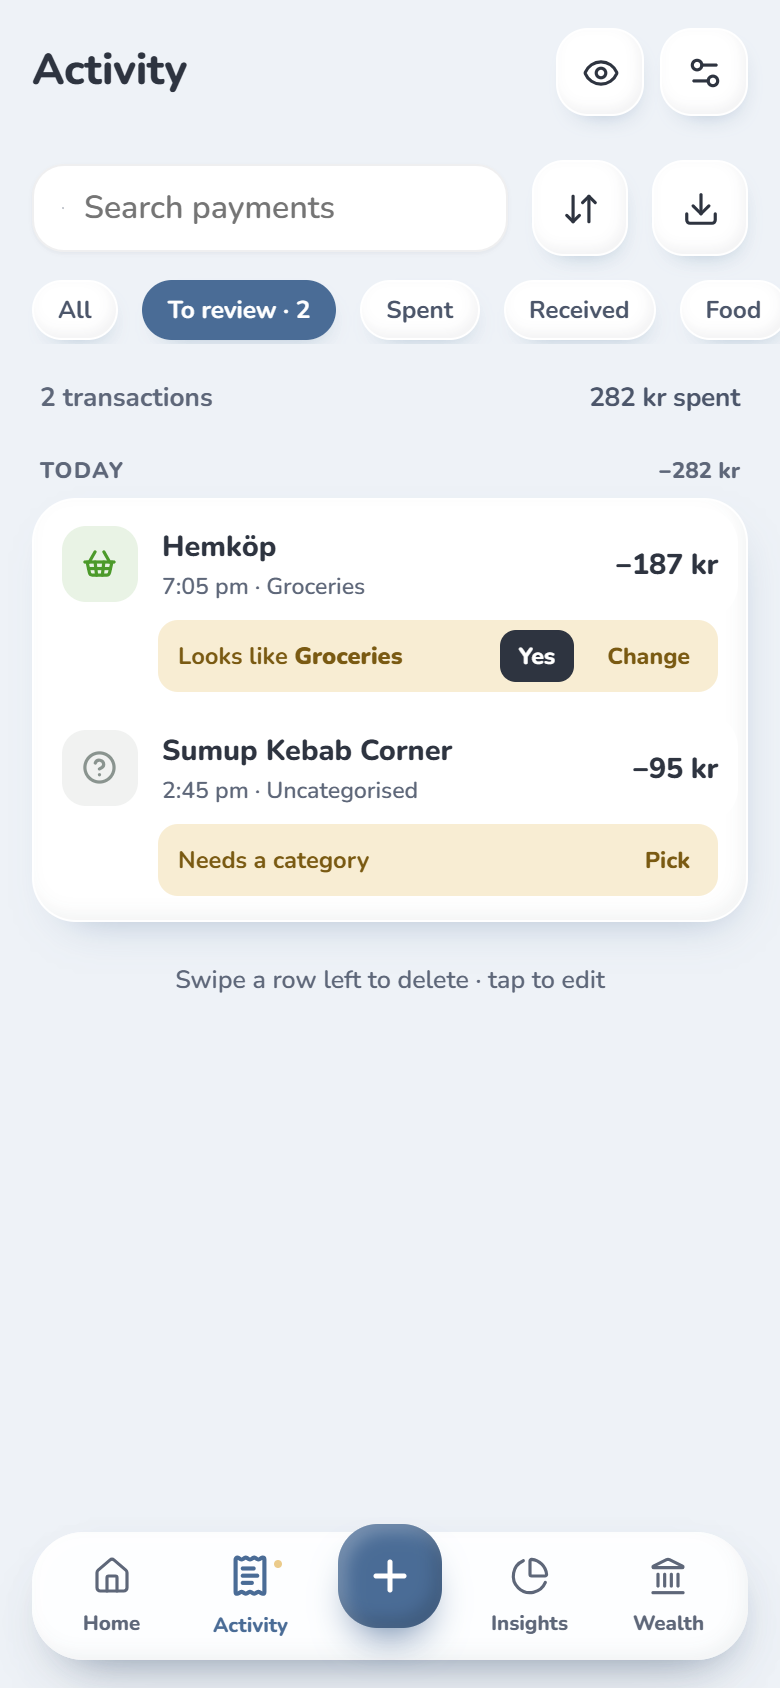 Activity
Search payments
All
To review · 2
Spent
Received
Food
2 transactions
282 kr spent
TODAY
−282 kr
Hemköp
−187 kr
7:05 pm · Groceries
Looks like Groceries
Yes
Change
Sumup Kebab Corner
−95 kr
2:45 pm · Uncategorised
Needs a category
Pick
Swipe a row left to delete · tap to edit
Home
Activity
Insights
Wealth